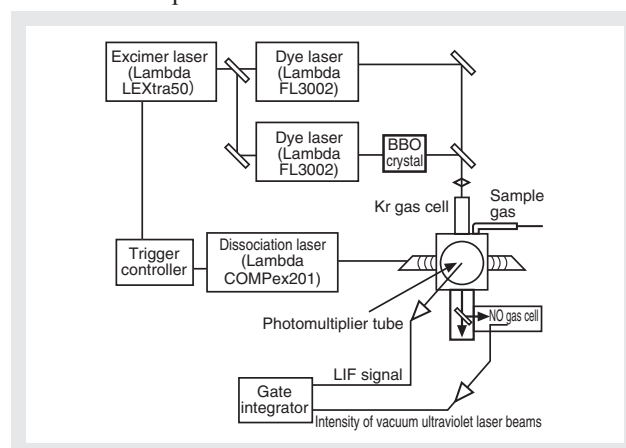 Excimer laser
(Lambda
LEXtra50)
Dye laser
(Lambda
FL3002)
Dye laser
(Lambda
FL3002)
BBO
crystal
Kr gas cell
Sample
gas
Trigger
controller
Dissociation laser
(Lambda
COMPex201)
Photomultiplier tube
NO gas cell
LIF signal
Gate
integrator
Intensity of vacuum ultraviolet laser beams